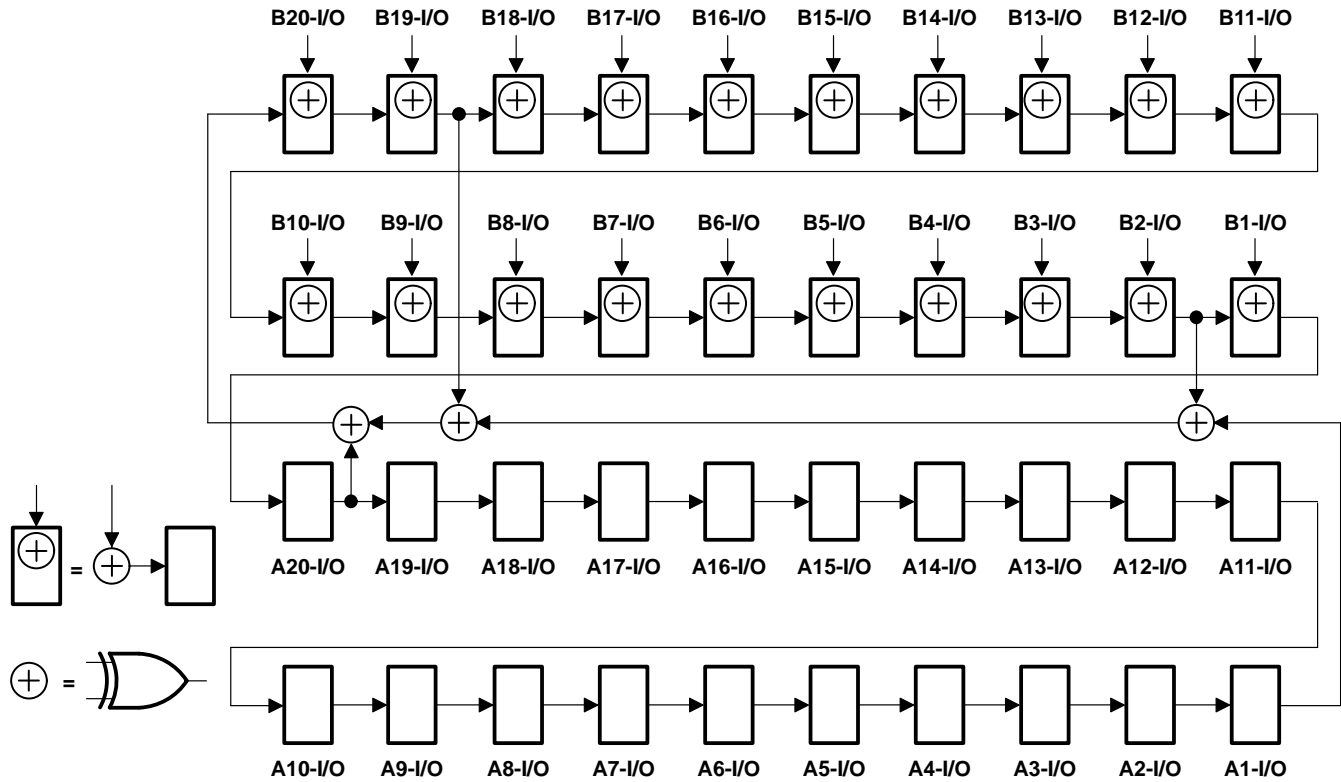 B20-I/O B19-I/O B18-I/O B17-I/O B16-I/O B15-I/O B14-I/O B13-I/O B12-I/O B11-I/O
B10-I/O B9-I/O B8-I/O B7-I/O B6-I/O B5-I/O B4-I/O B3-I/O B2-I/O B1-I/O
A20-I/O A19-I/O A18-I/O A17-I/O A16-I/O A15-I/O A14-I/O A13-I/O A12-I/O A11-I/O
=
=
A10-I/O A9-I/O A8-I/O A7-I/O A6-I/O A5-I/O A4-I/O A3-I/O A2-I/O A1-I/O